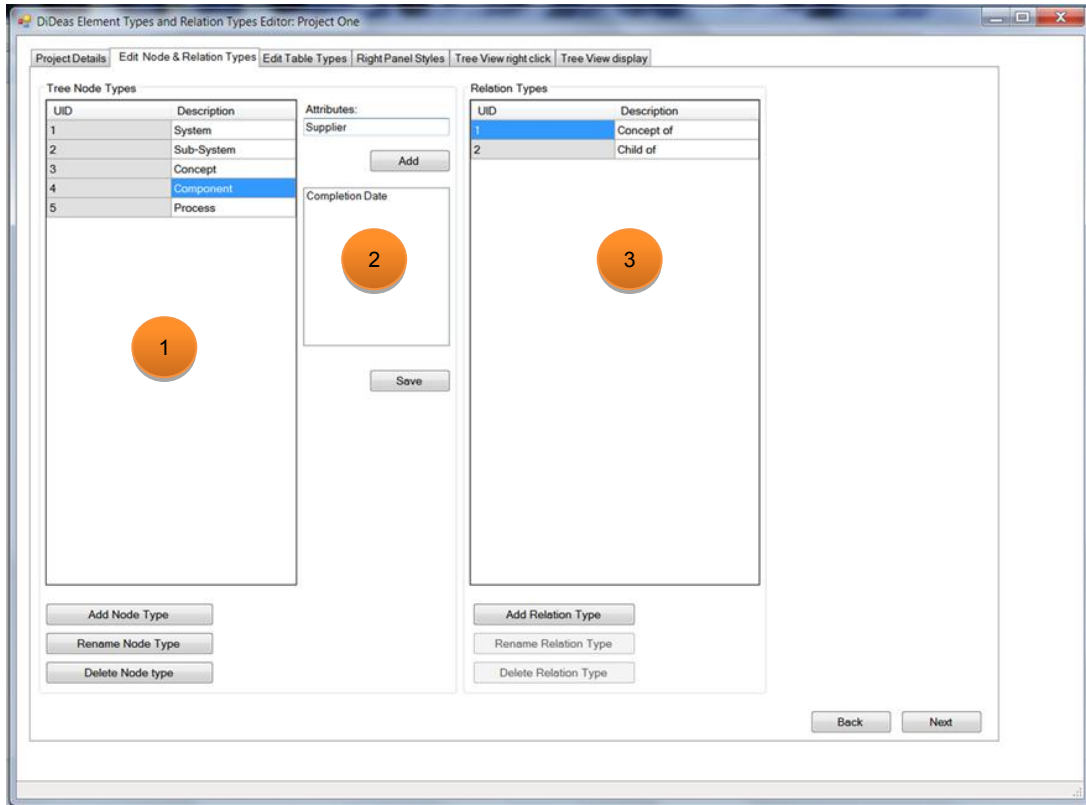 DiDeas Element Types and Relation Types Editor: Project One
Project Details Edit Node & Relation Types Edit Table Types Right Panel Styles Tree View right click Tree View display
Tree Node Types
UID Description
1 System
2 Sub-System
3 Concept
4 Component
5 Process
Attributes:
Supplier
Add
Completion Date
2
1
Save
Add Node Type
Rename Node Type
Delete Node type
Relation Types
UID Description
1 Concept of
2 Child of
3
Add Relation Type
Rename Relation Type
Delete Relation Type
Back Next